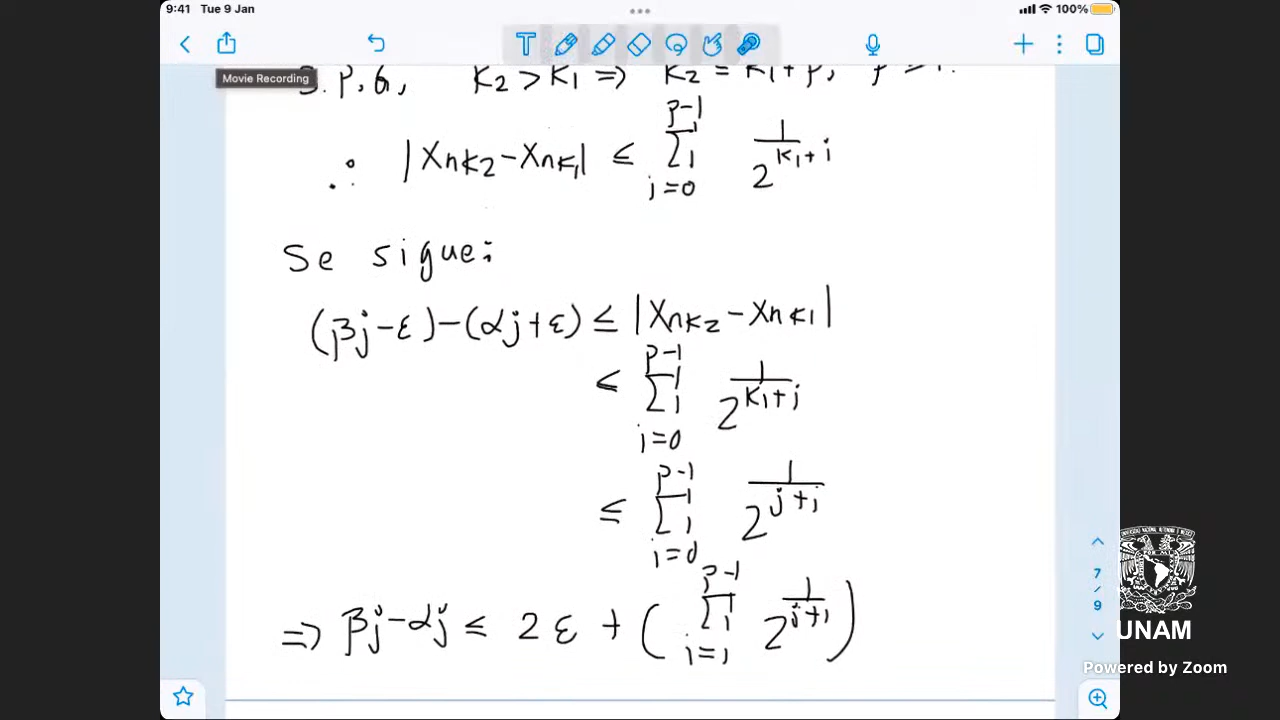 9:41 Tue 9 Jan 100%
Movie Recording
S. P. G, K₂ > K₁ ⇒ K₂ = K₁ + p, p ≥ 1.
∴ |Xnₖ₂ - Xnₖ₁| ≤ Σ_{i=0}^{p-1} 1/2^{K₁+i}
Se sigue:
(βj - ε) - (αj + ε) ≤ |Xnₖ₂ - Xnₖ₁|
≤ Σ_{i=0}^{p-1} 1/2^{K₁+i}
≤ Σ_{i=0}^{p-1} 1/2^{j+i}
⇒ βj - αj ≤ 2ε + (Σ_{i=1}^{p-1} 1/2^{j+i})
7
/
9
UNAM
Powered by Zoom